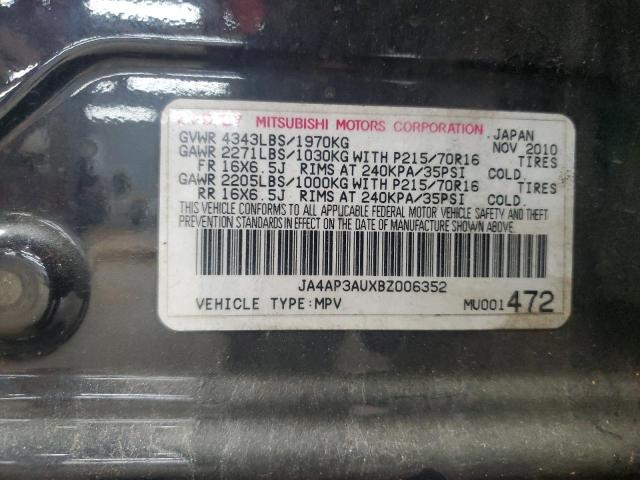 MITSUBISHI MOTORS CORPORATION JAPAN
GVWR 4343LBS/1970KG NOV 2010
GAWR 2271LBS/1030KG WITH P215/70R16 TIRES
FR 16X6.5J RIMS AT 240KPA/35PSI COLD.
GAWR 2205LBS/1000KG WITH P215/70R16 TIRES
RR 16X6.5J RIMS AT 240KPA/35PSI COLD.
THIS VEHICLE CONFORMS TO ALL APPLICABLE FEDERAL MOTOR VEHICLE SAFETY AND THEFT
PREVENTION STANDARDS IN EFFECT ON THE DATE OF MANUFACTURE SHOWN ABOVE.
JA4AP3AUXBZ006352
VEHICLE TYPE:MPV MU001472